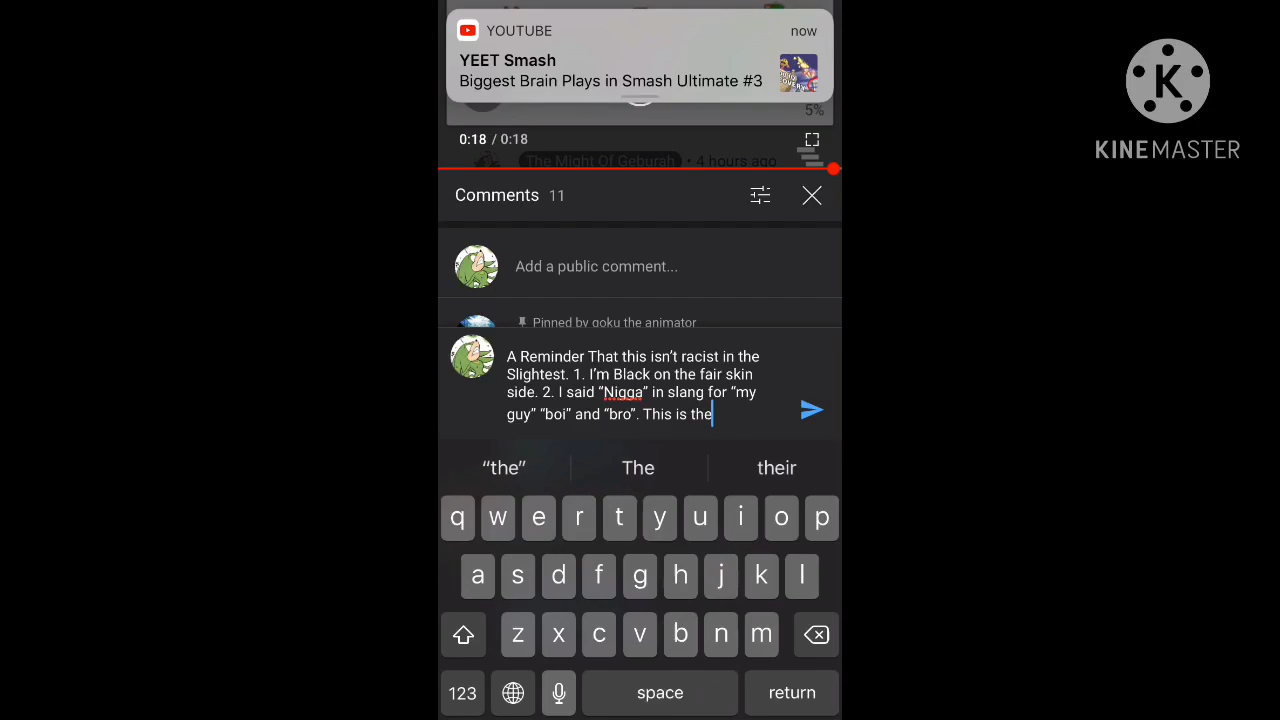 YOUTUBE
now
YEET Smash
Biggest Brain Plays in Smash Ultimate #3
5%
0:18 / 0:18
The Might Of Geburah • 4 hours ago
Comments 11
Add a public comment...
Pinned by goku the animator
A Reminder That this isn’t racist in the
Slightest. 1. I’m Black on the fair skin
side. 2. I said “Nigga” in slang for “my
guy” “boi” and “bro”. This is the
“the” The their
q w e r t y u i o p
a s d f g h j k l
z x c v b n m
123 space return
K
KINEMASTER